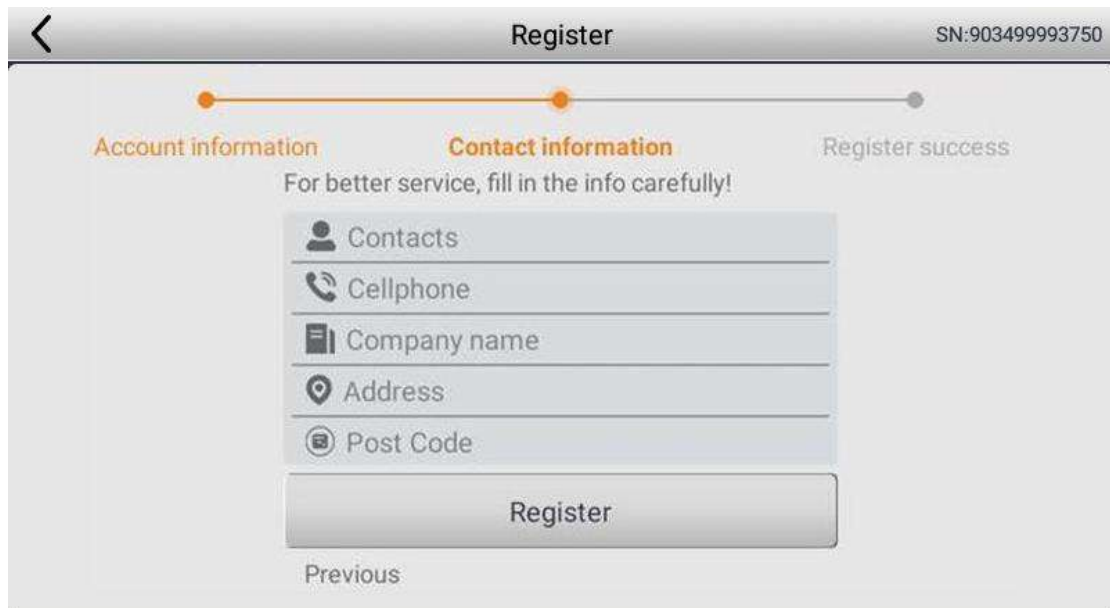 Register SN:903499993750
Account information Contact information Register success
For better service, fill in the info carefully!
Contacts
Cellphone
Company name
Address
Post Code
Register
Previous